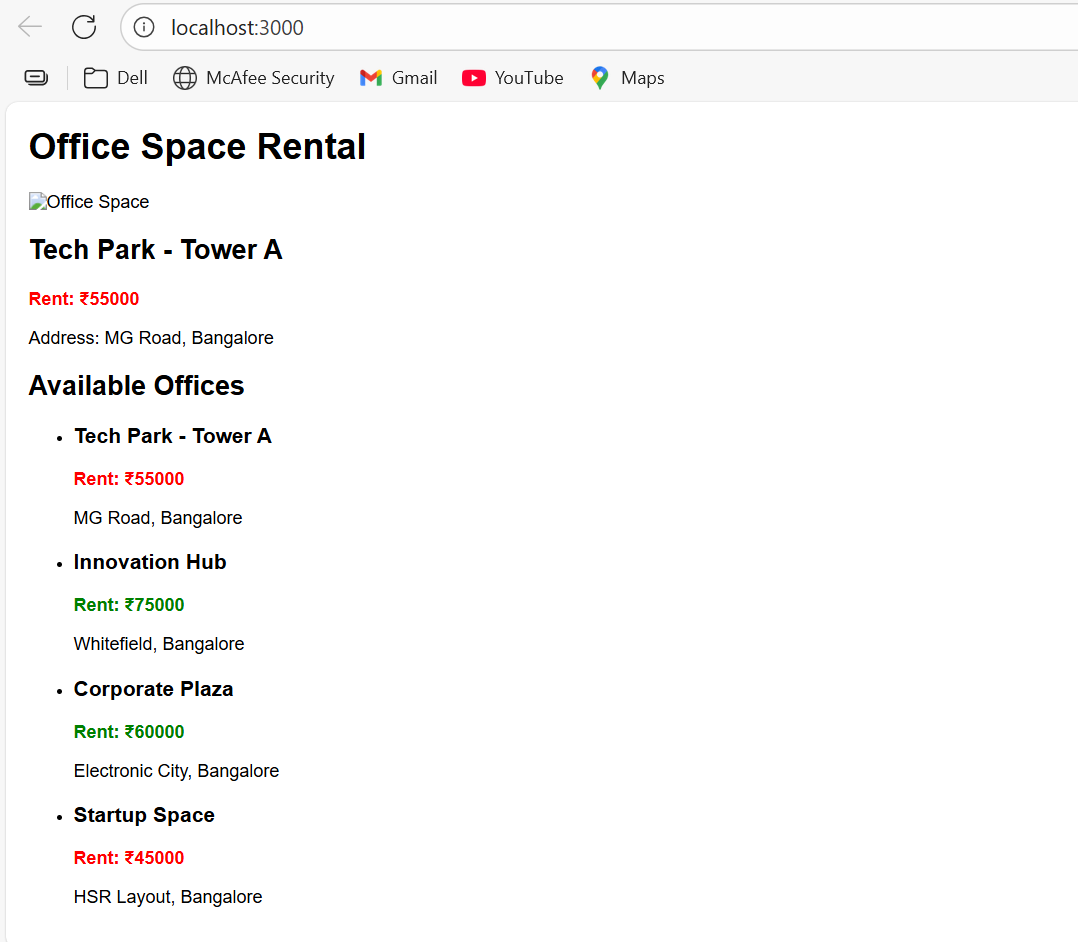 localhost:3000
Dell McAfee Security Gmail YouTube Maps
Office Space Rental
Office Space
Tech Park - Tower A
Rent: ₹55000
Address: MG Road, Bangalore
Available Offices
Tech Park - Tower A
Rent: ₹55000
MG Road, Bangalore
Innovation Hub
Rent: ₹75000
Whitefield, Bangalore
Corporate Plaza
Rent: ₹60000
Electronic City, Bangalore
Startup Space
Rent: ₹45000
HSR Layout, Bangalore